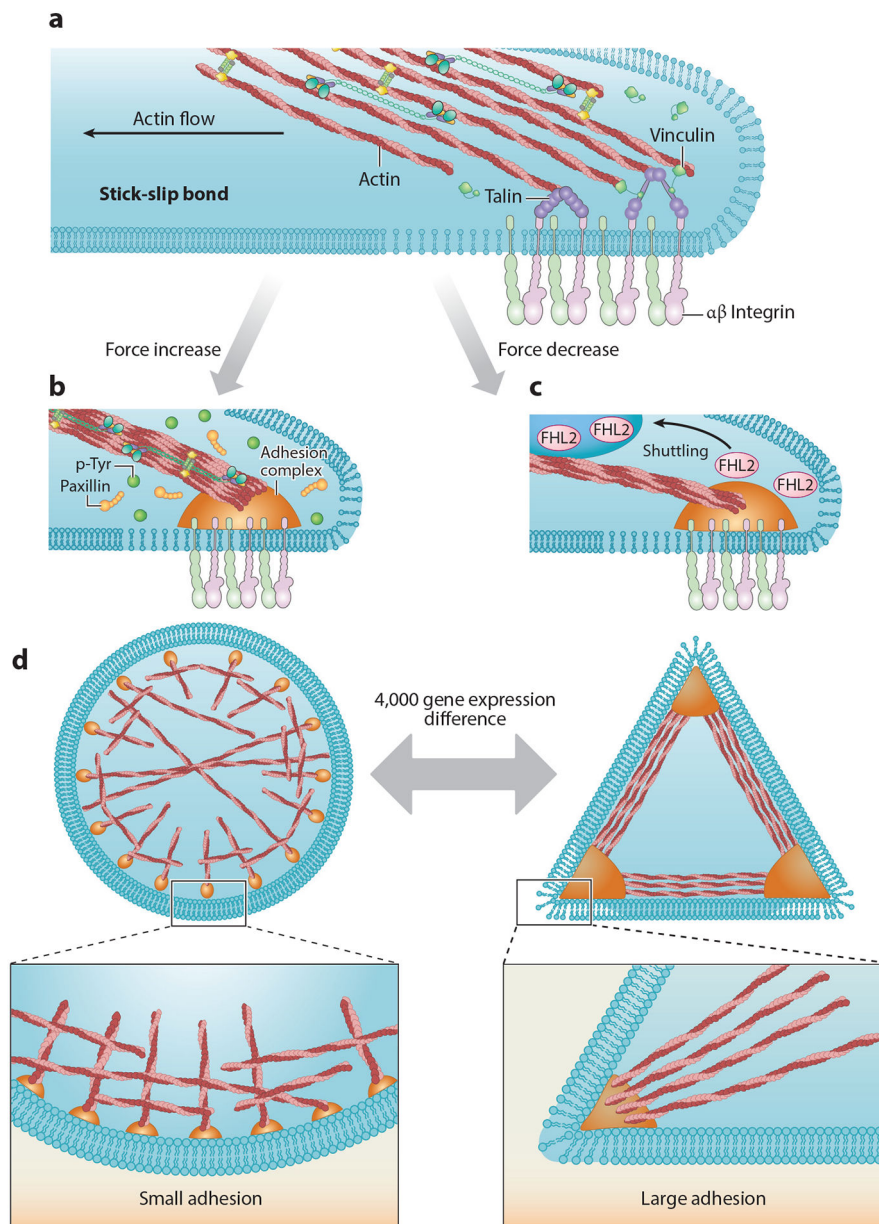 a
Actin flow
Actin
Vinculin
Stick-slip bond
Talin
αβ Integrin
Force increase
Force decrease
b
p-Tyr
Paxillin
Adhesion
complex
c
FHL2
FHL2
Shuttling
FHL2
FHL2
d
4,000 gene expression
difference
Small adhesion
Large adhesion